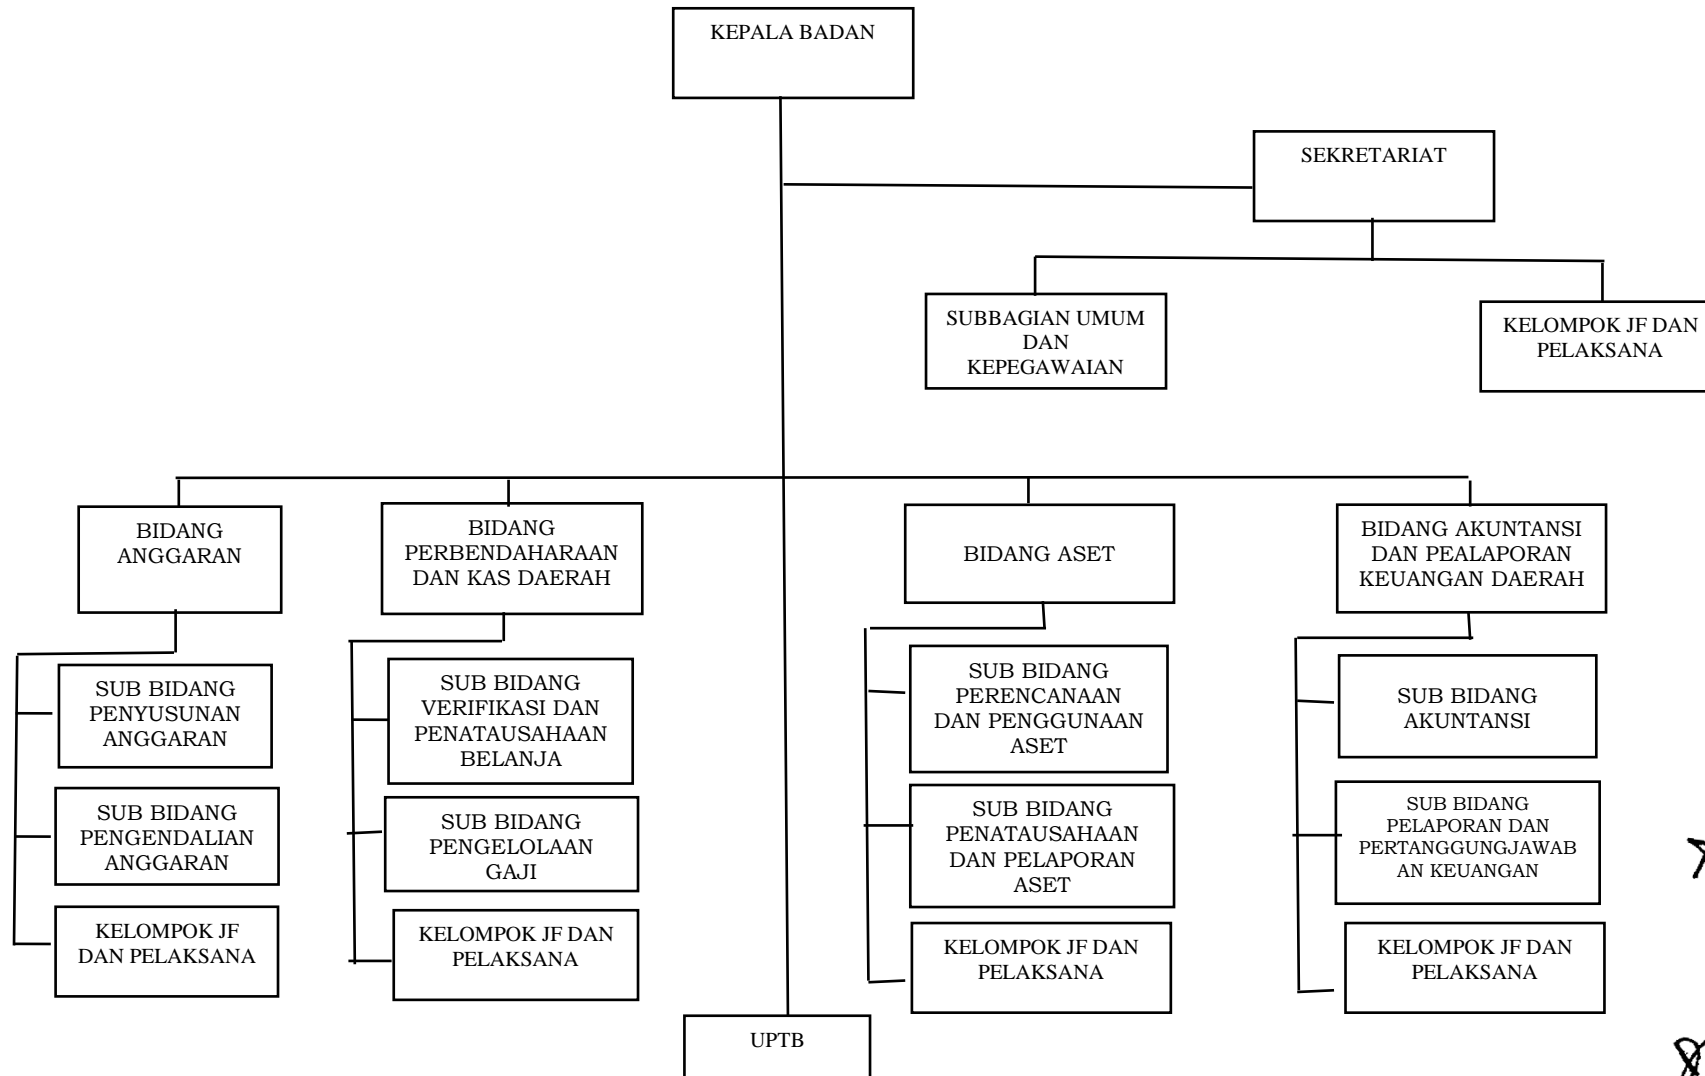 KEPALA BADAN
SEKRETARIAT
SUBBAGIAN UMUM
DAN
KEPEGAWAIAN
KELOMPOK JF DAN
PELAKSANA
BIDANG
ANGGARAN
BIDANG
PERBENDAHARAAN
DAN KAS DAERAH
BIDANG ASET
BIDANG AKUNTANSI
DAN PEALAPORAN
KEUANGAN DAERAH
SUB BIDANG
PENYUSUNAN
ANGGARAN
SUB BIDANG
PENGENDALIAN
ANGGARAN
KELOMPOK JF
DAN PELAKSANA
SUB BIDANG
VERIFIKASI DAN
PENATAUSAHAAN
BELANJA
SUB BIDANG
PENGELOLAAN
GAJI
KELOMPOK JF DAN
PELAKSANA
SUB BIDANG
PERENCANAAN
DAN PENGGUNAAN
ASET
SUB BIDANG
PENATAUSAHAAN
DAN PELAPORAN
ASET
KELOMPOK JF DAN
PELAKSANA
SUB BIDANG
AKUNTANSI
SUB BIDANG
PELAPORAN DAN
PERTANGGUNGJAWAB
AN KEUANGAN
KELOMPOK JF DAN
PELAKSANA
UPTB